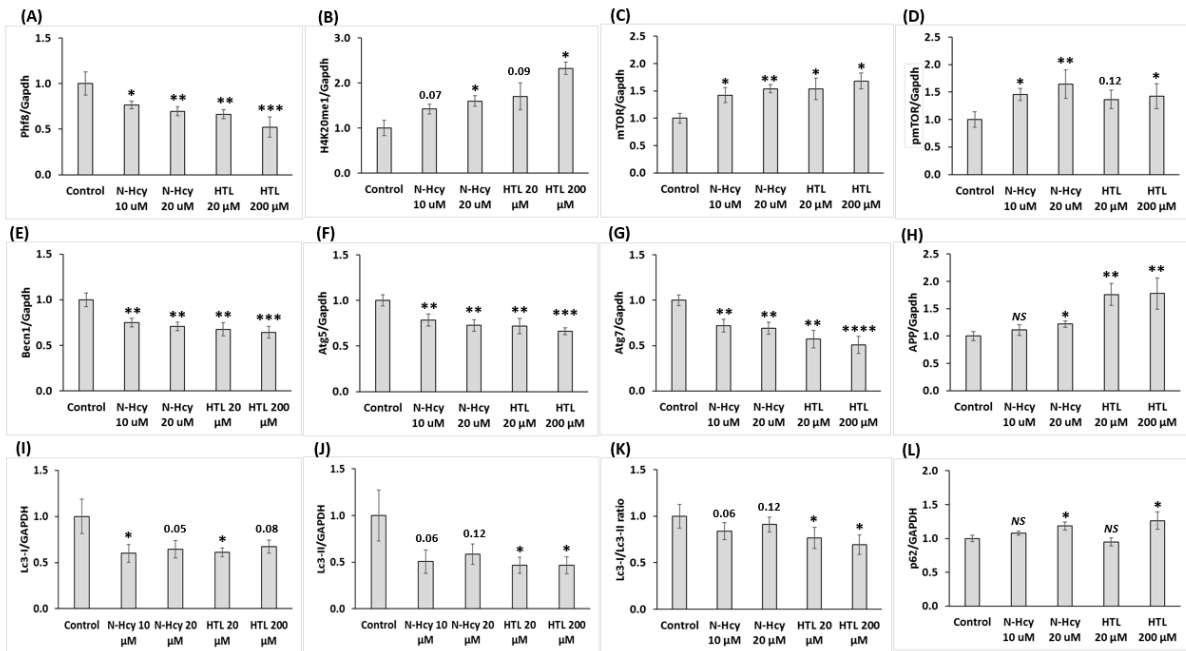 (A)
Phf8/Gapdh
1.5
1.0
0.5
0.0
*
**
**
***
Control
N-Hcy
10 uM
N-Hcy
20 uM
HTL
20 μM
HTL
200 μM
(B)
H4K20me1/Gapdh
3.0
2.0
1.0
0.0
0.07
*
0.09
*
Control
N-Hcy
10 uM
N-Hcy
20 uM
HTL 20
μM
HTL 200
μM
(C)
mTOR/Gapdh
2.5
2.0
1.5
1.0
0.5
0.0
*
**
*
*
Control
N-Hcy
10 uM
N-Hcy
20 uM
HTL
20 μM
HTL
200 μM
(D)
pmTOR/Gapdh
2.5
2.0
1.5
1.0
0.5
0.0
*
**
0.12
*
Control
N-Hcy
10 uM
N-Hcy
20 uM
HTL
20 μM
HTL
200 μM
(E)
Becn1/Gapdh
1.5
1.0
0.5
0.0
**
**
**
***
Control
N-Hcy
10 uM
N-Hcy
20 uM
HTL 20
μM
HTL 200
μM
(F)
Atg5/Gapdh
1.5
1.0
0.5
0.0
**
**
**
***
Control
N-Hcy
10 uM
N-Hcy
20 uM
HTL
20 μM
HTL
200 μM
(G)
Atg7/Gapdh
1.5
1.0
0.5
0.0
**
**
**
****
Control
N-Hcy
10 uM
N-Hcy
20 uM
HTL
20 μM
HTL
200 μM
(H)
APP/Gapdh
2.5
2.0
1.5
1.0
0.5
0.0
NS
*
**
**
Control
N-Hcy
10 uM
N-Hcy
20 uM
HTL
20 μM
HTL
200 μM
(I)
Lc3-I/GAPDH
1.5
1.0
0.5
0.0
*
0.05
*
0.08
Control
N-Hcy 10
μM
N-Hcy 20
μM
HTL 20
μM
HTL 200
μM
(J)
Lc3-II/GAPDH
1.5
1.0
0.5
0.0
0.06
0.12
*
*
Control
N-Hcy 10
μM
N-Hcy 20
μM
HTL 20
μM
HTL 200
μM
(K)
Lc3-I/Lc3-II ratio
1.5
1.0
0.5
0.0
0.06
0.12
*
*
Control
N-Hcy
10 μM
N-Hcy
20 μM
HTL 20
μM
HTL 200
μM
(L)
p62/GAPDH
2.0
1.5
1.0
0.5
0.0
NS
*
NS
*
Control
N-Hcy
10 uM
N-Hcy
20 uM
HTL
20 μM
HTL
200 μM